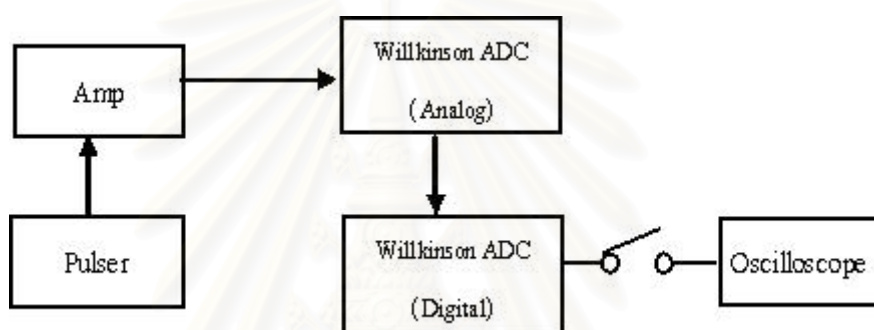 Willkinson ADC
(Analog)
Amp
Pulser
Willkinson ADC
(Digital)
Oscilloscope